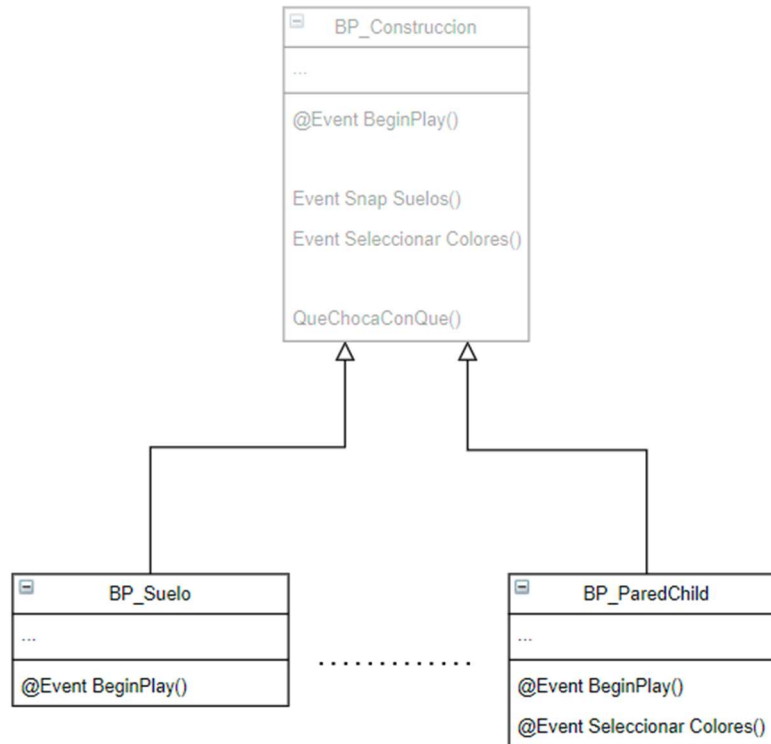 BP_Construccion
...
@Event BeginPlay()
Event Snap Suelos()
Event Seleccionar Colores()
QueChocaConQue()
BP_Suelo
...
@Event BeginPlay()
BP_ParedChild
...
@Event BeginPlay()
@Event Seleccionar Colores()